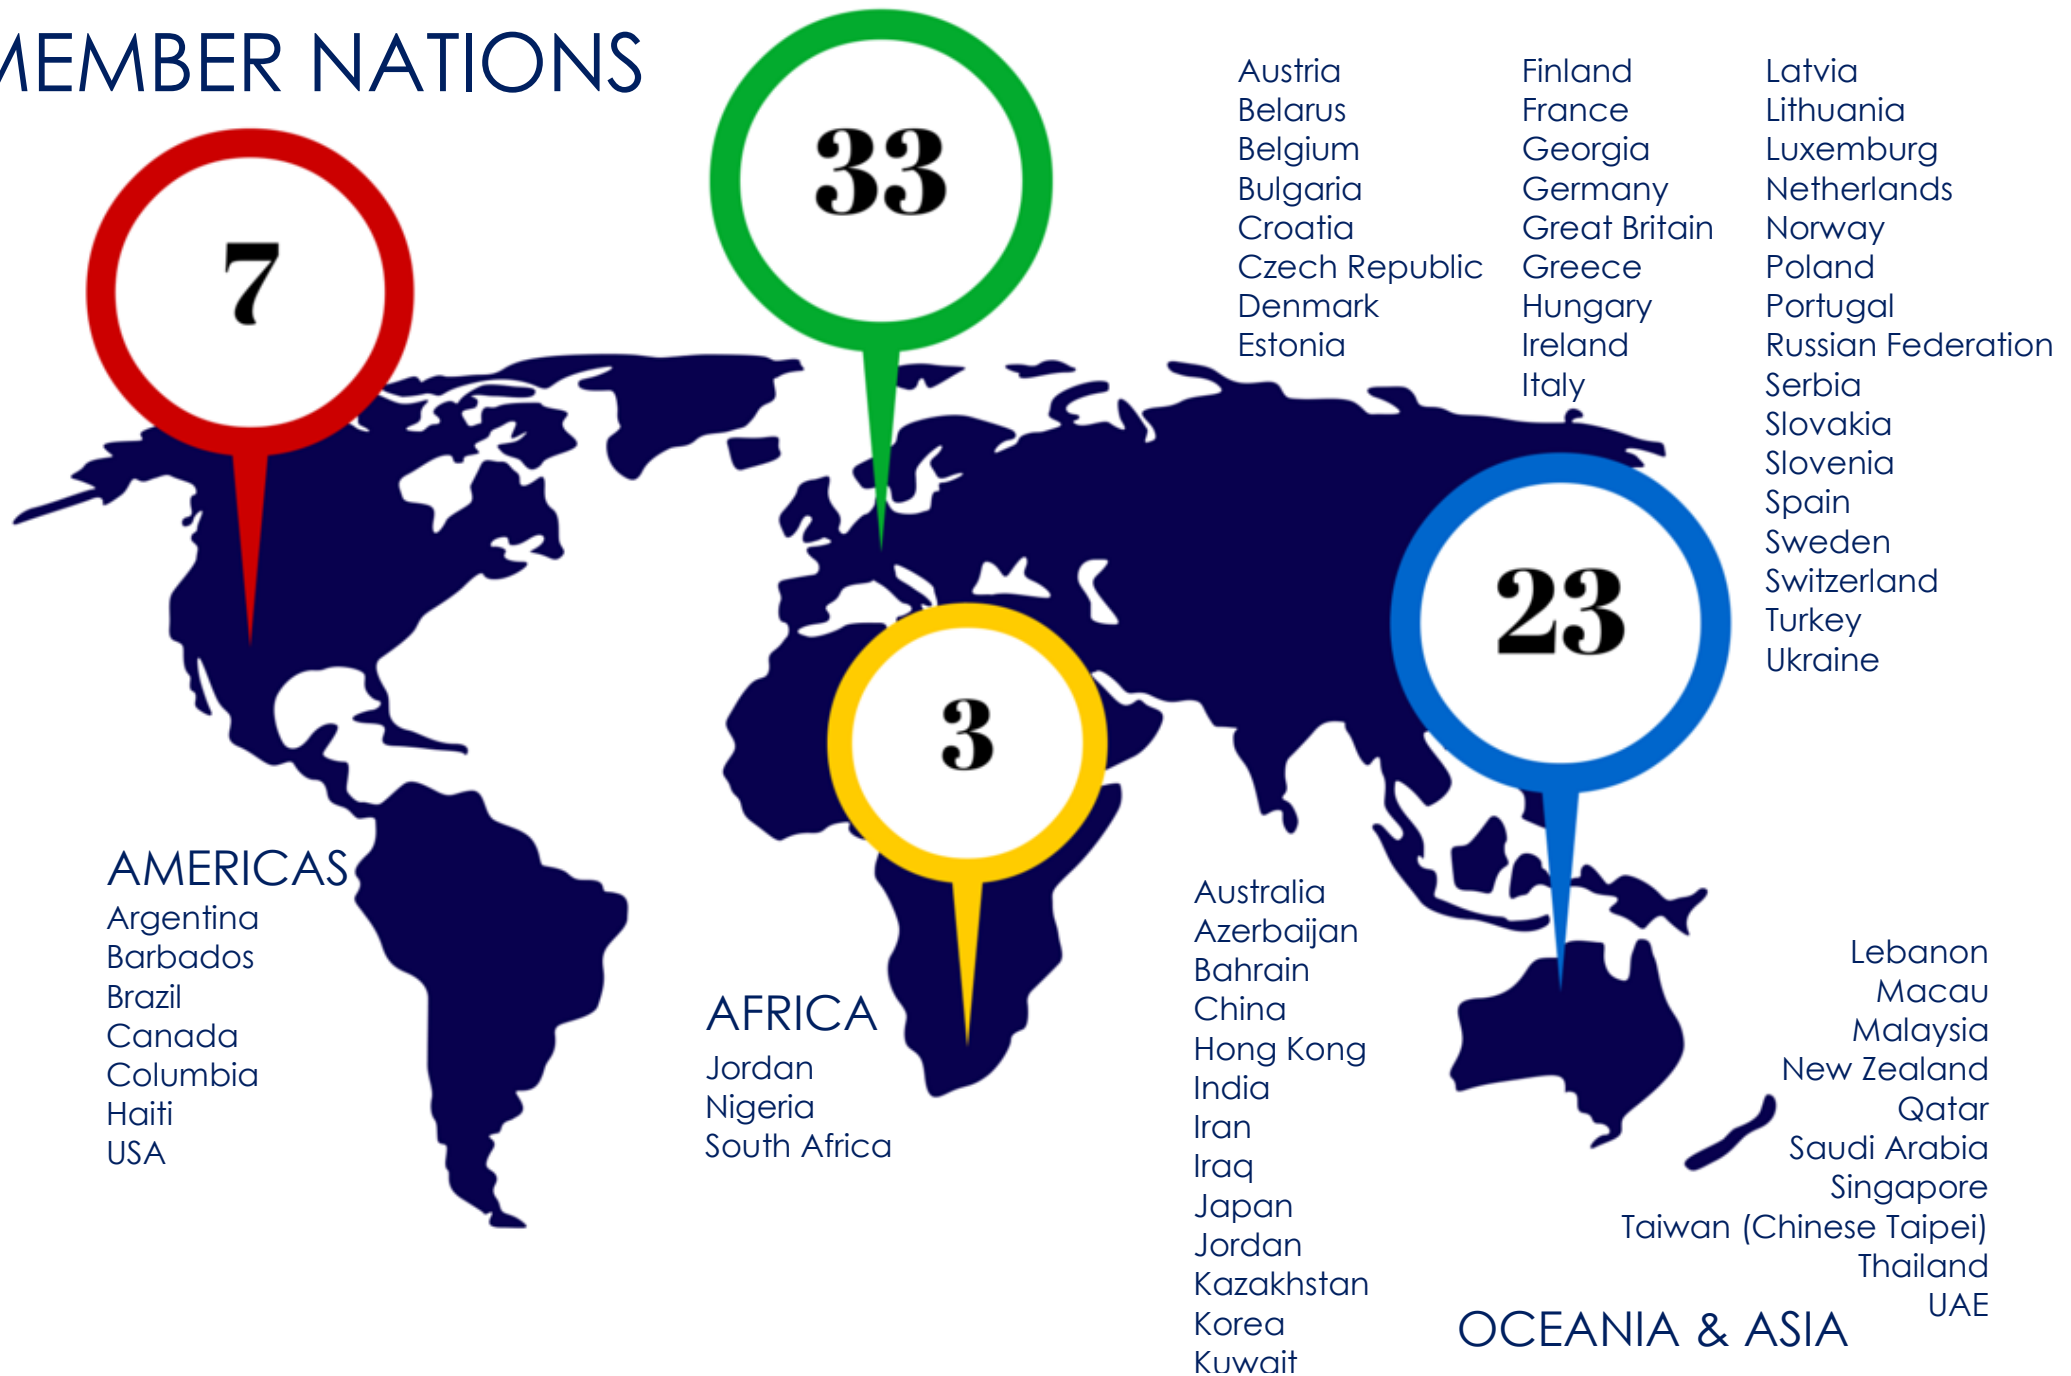 MEMBER NATIONS
7
33
23
3
Austria
Belarus
Belgium
Bulgaria
Croatia
Czech Republic
Denmark
Estonia
Finland
France
Georgia
Germany
Great Britain
Greece
Hungary
Ireland
Italy
Latvia
Lithuania
Luxemburg
Netherlands
Norway
Poland
Portugal
Russian Federation
Serbia
Slovakia
Slovenia
Spain
Sweden
Switzerland
Turkey
Ukraine
AMERICAS
Argentina
Barbados
Brazil
Canada
Columbia
Haiti
USA
AFRICA
Jordan
Nigeria
South Africa
Australia
Azerbaijan
Bahrain
China
Hong Kong
India
Iran
Iraq
Japan
Jordan
Kazakhstan
Korea
Kuwait
Lebanon
Macau
Malaysia
New Zealand
Qatar
Saudi Arabia
Singapore
Taiwan (Chinese Taipei)
Thailand
UAE
OCEANIA & ASIA